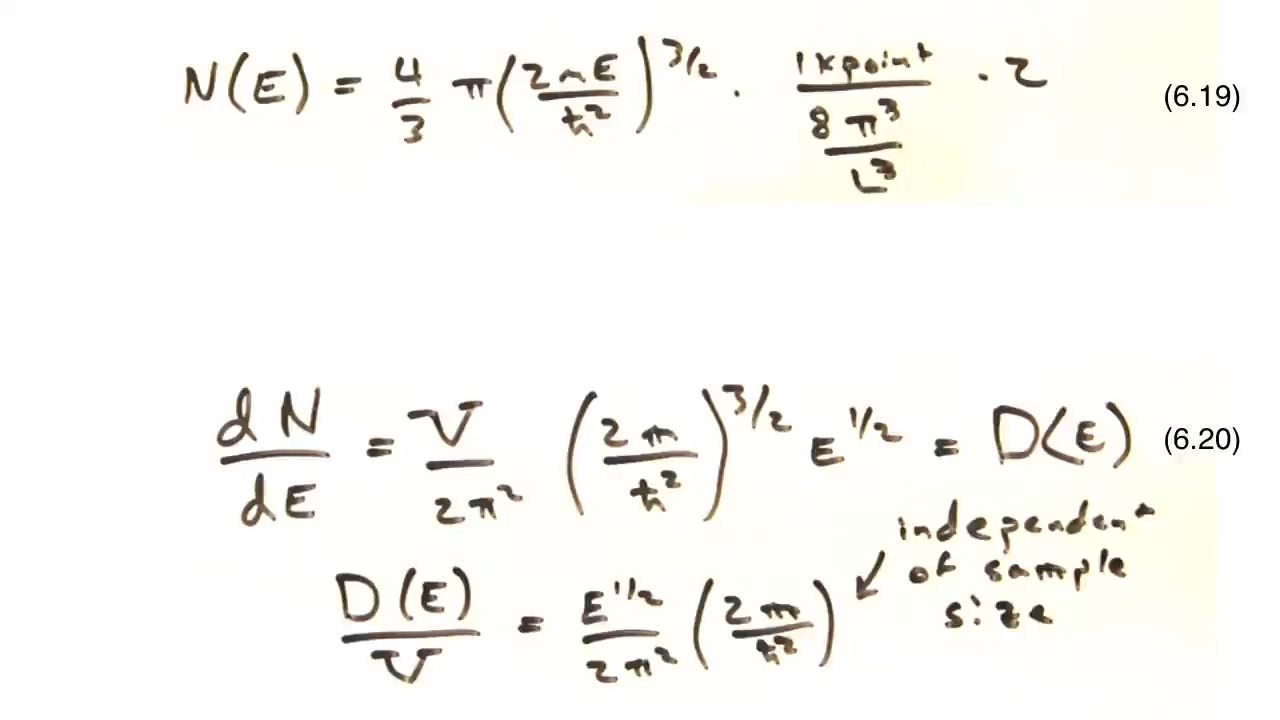 N(E) = 4/3 π(2mE/ħ²)^3/2 · 1 k point/(8π³/L³) · 2 (6.19)
dN/dE = V/2π² (2m/ħ²)^3/2 E^1/2 = D(E) (6.20)
D(E)/V = E^1/2/2π² (2m/ħ²)
independent
of sample
size